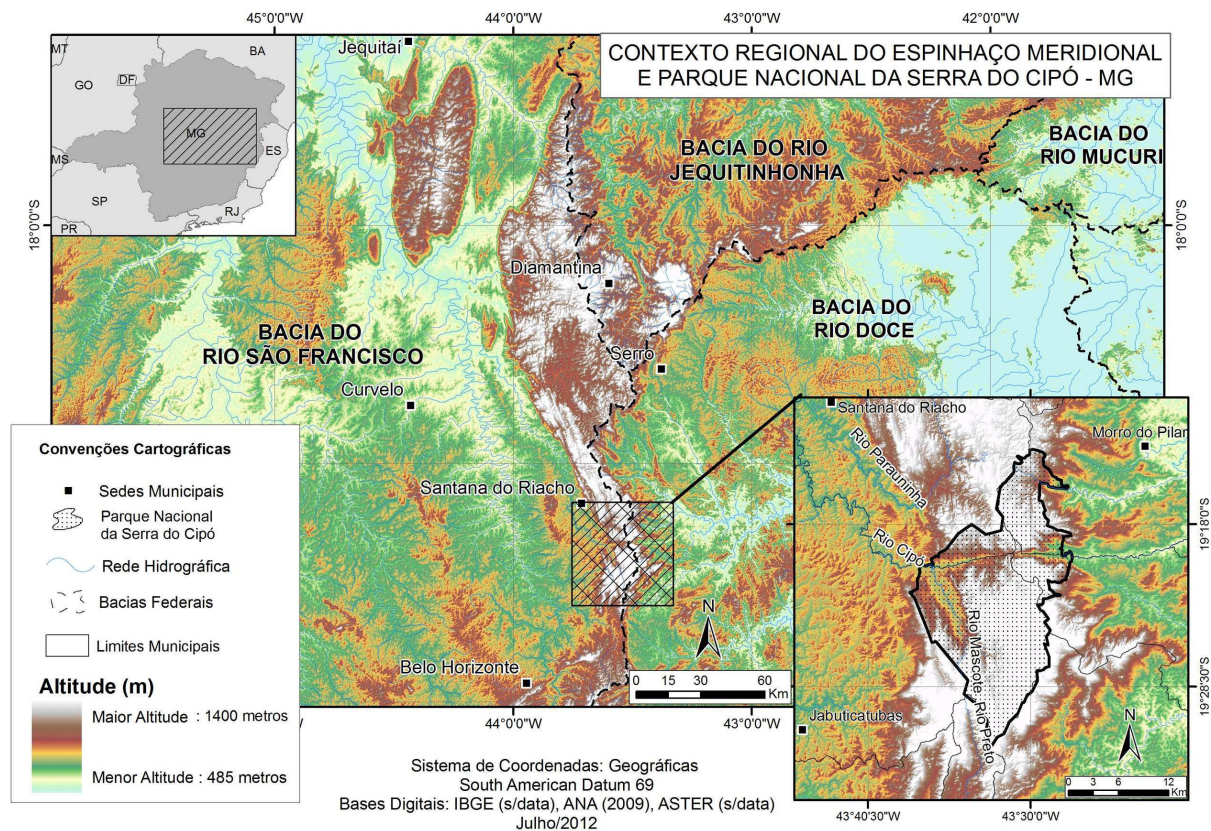 45°0'0"W
44°0'0"W
43°0'0"W
42°0'0"W
CONTEXTO REGIONAL DO ESPINHAÇO MERIDIONAL
E PARQUE NACIONAL DA SERRA DO CIPÓ - MG
MT
BA
GO
DF
MG
ES
MS
SP
RJ
PR
Jequitaí
BACIA DO RIO
JEQUITINHONHA
BACIA DO
RIO MUCURI
18°0'0"S
18°0'0"S
Diamantina
BACIA DO
RIO DOCE
BACIA DO
RIO SÃO FRANCISCO
Serro
Curvelo
Santana do Riacho
Belo Horizonte
N
0 15 30 60
Km
Santana do Riacho
Morro do Pilar
Rio Parauninha
Rio Cipó
Rio Mascote
Rio Preto
Jabuticatubas
N
0 3 6 12
Km
19°18'0"S
19°28'30"S
43°40'30"W
43°30'0"W
Convenções Cartográficas
Sedes Municipais
Parque Nacional
da Serra do Cipó
Rede Hidrográfica
Bacias Federais
Limites Municipais
Altitude (m)
Maior Altitude : 1400 metros
Menor Altitude : 485 metros
44°0'0"W
43°0'0"W
Sistema de Coordenadas: Geográficas
South American Datum 69
Bases Digitais: IBGE (s/data), ANA (2009), ASTER (s/data)
Julho/2012